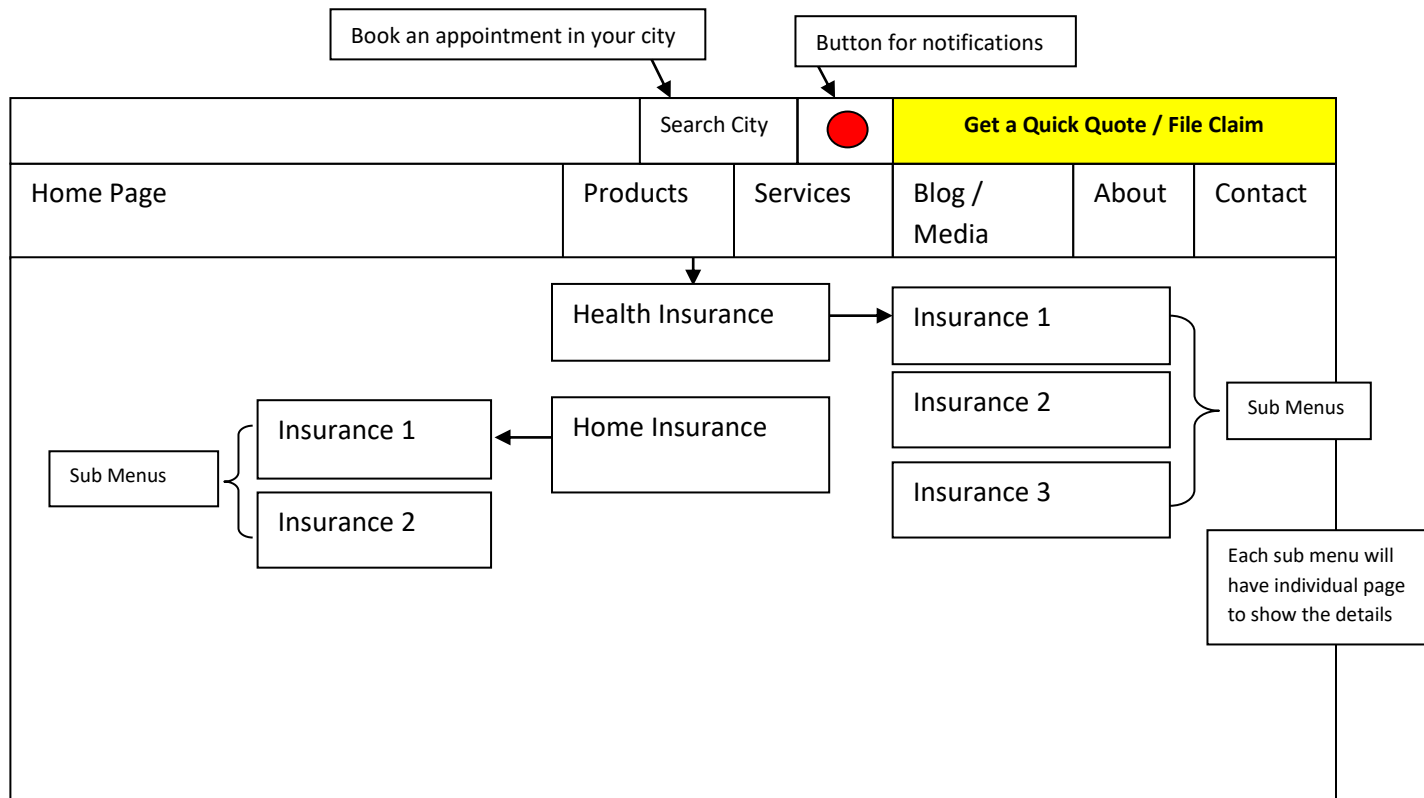 Book an appointment in your city
Button for notifications
Search City
Get a Quick Quote / File Claim
Home Page
Products
Services
Blog /
Media
About
Contact
Health Insurance
Insurance 1
Insurance 2
Insurance 3
Sub Menus
Home Insurance
Insurance 1
Insurance 2
Sub Menus
Each sub menu will
have individual page
to show the details